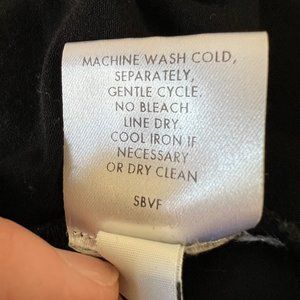 MACHINE WASH COLD,
SEPARATELY,
GENTLE CYCLE.
NO BLEACH
LINE DRY.
COOL IRON IF
NECESSARY
OR DRY CLEAN
SBVF